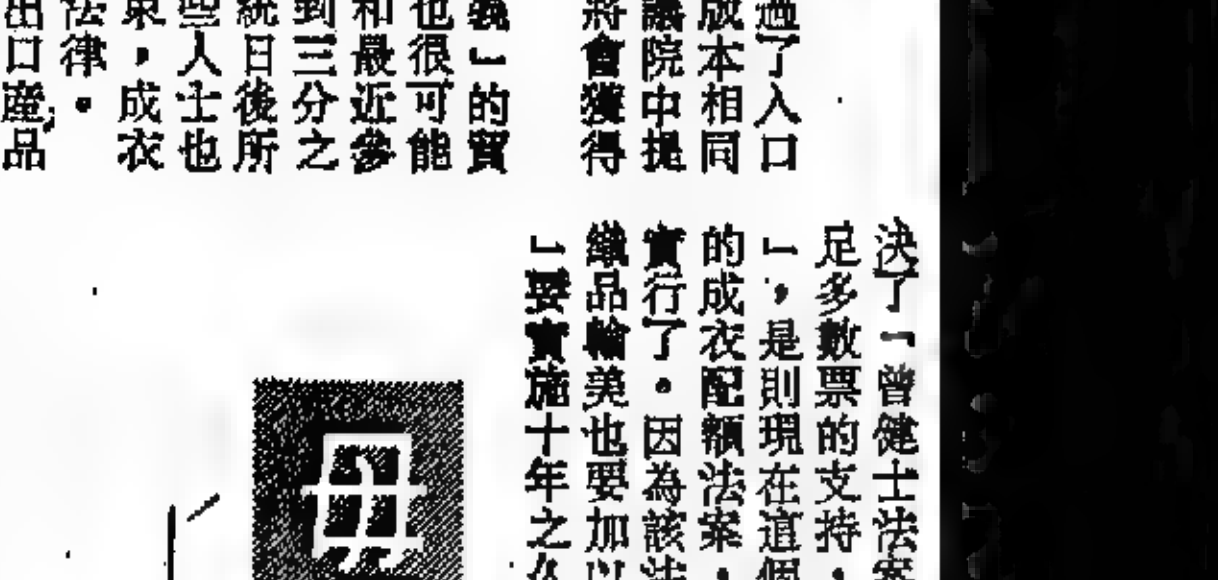 過了入口
版本相同
議院中提
將會獲得
義」的貿
也很可能
和最近參
到三分之
統日後所
些人士也
東，成衣
法律。
出口產品，
決了「曾健士法案
足多數票的支持，
」，是則現在這個
的成衣配額法案，
實行了。因為該法
織品輸美也要加以
」要實施十年之久
毋